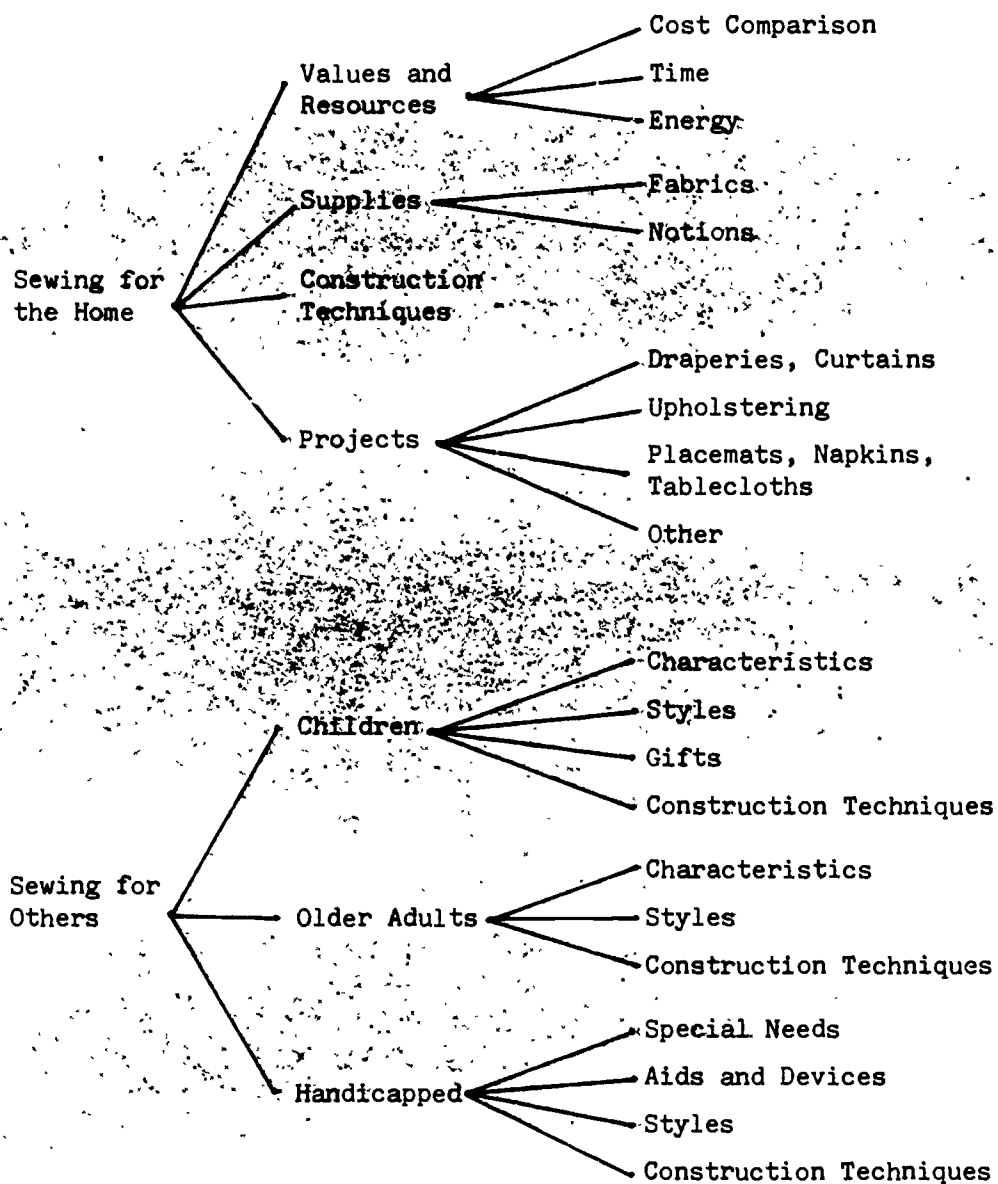 Sewing for
the Home
Values and
Resources
Cost Comparison
Time
Energy
Supplies
Fabrics
Notions
Construction
Techniques
Projects
Draperies, Curtains
Upholstering
Placemats, Napkins,
Tablecloths
Other
Sewing for
Others
Children
Characteristics
Styles
Gifts
Construction Techniques
Older Adults
Characteristics
Styles
Construction Techniques
Handicapped
Special Needs
Aids and Devices
Styles
Construction Techniques